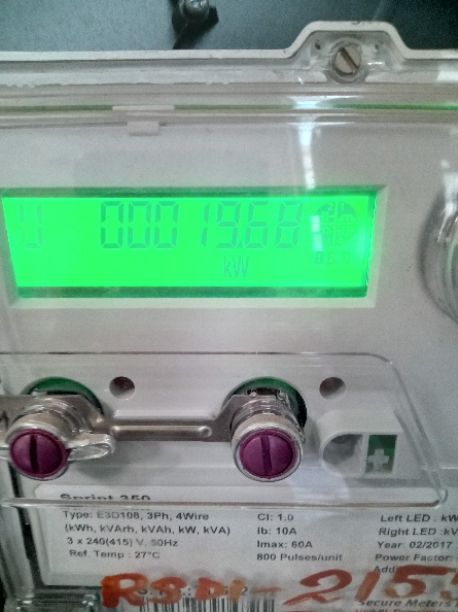 000019.68
kW
Sprint 350
Type: E3D108, 3Ph, 4Wire
(kWh, kVArh, kVAh, kW, kVA)
3 x 240(415) V, 50Hz
Ref. Temp : 27°C
Cl: 1.0
Ib: 10A
Imax: 60A
800 Pulses/unit
Left LED : kW
Right LED :kV
Year: 02/2017
Power Factor:
Secure Meters